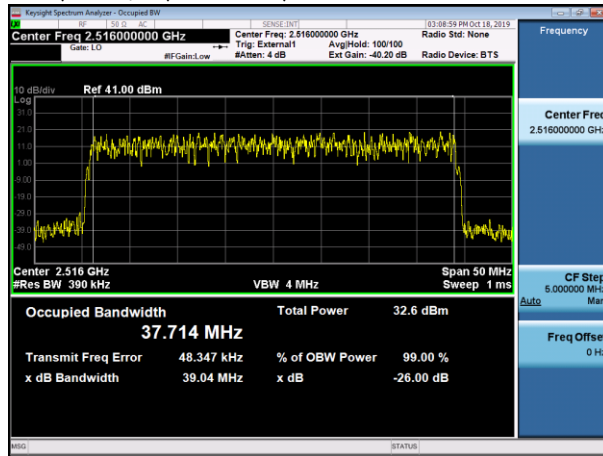 Keysight Spectrum Analyzer - Occupied BW
RF 50 Ω AC SENSE:INT 03:08:59 PM Oct 18, 2019
Center Freq 2.516000000 GHz
Center Freq: 2.516000000 GHz Radio Std: None
Gate: LO Trig: External1 Avg|Hold: 100/100
#IFGain:Low #Atten: 4 dB Ext Gain: -40.20 dB Radio Device: BTS
10 dB/div Ref 41.00 dBm
Log
31.0
21.0
11.0
1.00
-9.00
-19.0
-29.0
-39.0
-49.0
Center 2.516 GHz Span 50 MHz
#Res BW 390 kHz VBW 4 MHz Sweep 1 ms
Occupied Bandwidth Total Power 32.6 dBm
37.714 MHz
Transmit Freq Error 48.347 kHz % of OBW Power 99.00 %
x dB Bandwidth 39.04 MHz x dB -26.00 dB
MSG STATUS
Frequency
Center Freq
2.516000000 GHz
CF Step
5.000000 MHz
Auto Man
Freq Offset
0 Hz